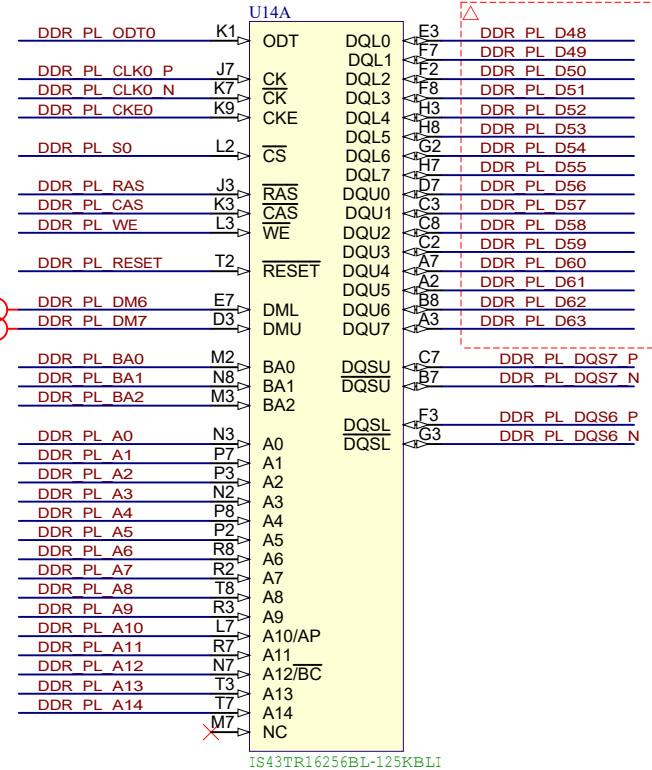 U14A
DDR_PL_ODT0 K1 ODT DQL0 E3 DDR_PL_D48
DQL1 F7 DDR_PL_D49
DDR_PL_CLK0_P J7 CK DQL2 F2 DDR_PL_D50
DDR_PL_CLK0_N K7 CK DQL3 F8 DDR_PL_D51
DDR_PL_CKE0 K9 CKE DQL4 H3 DDR_PL_D52
DQL5 H8 DDR_PL_D53
DDR_PL_S0 L2 CS DQL6 G2 DDR_PL_D54
DQL7 H7 DDR_PL_D55
DDR_PL_RAS J3 RAS DQU0 D7 DDR_PL_D56
DDR_PL_CAS K3 CAS DQU1 C3 DDR_PL_D57
DDR_PL_WE L3 WE DQU2 C8 DDR_PL_D58
DQU3 C2 DDR_PL_D59
DDR_PL_RESET T2 RESET DQU4 A7 DDR_PL_D60
DQU5 A2 DDR_PL_D61
DDR_PL_DM6 E7 DML DQU6 B8 DDR_PL_D62
DDR_PL_DM7 D3 DMU DQU7 A3 DDR_PL_D63
DDR_PL_BA0 M2 BA0 DQSU C7 DDR_PL_DQS7_P
DDR_PL_BA1 N8 BA1 DQSU B7 DDR_PL_DQS7_N
DDR_PL_BA2 M3 BA2
DQSL F3 DDR_PL_DQS6_P
DDR_PL_A0 N3 A0 DQSL G3 DDR_PL_DQS6_N
DDR_PL_A1 P7 A1
DDR_PL_A2 P3 A2
DDR_PL_A3 N2 A3
DDR_PL_A4 P8 A4
DDR_PL_A5 P2 A5
DDR_PL_A6 R8 A6
DDR_PL_A7 R2 A7
DDR_PL_A8 T8 A8
DDR_PL_A9 R3 A9
DDR_PL_A10 L7 A10/AP
DDR_PL_A11 R7 A11
DDR_PL_A12 N7 A12/BC
DDR_PL_A13 T3 A13
DDR_PL_A14 T7 A14
M7 NC
IS43TR16256BL-125KBLI